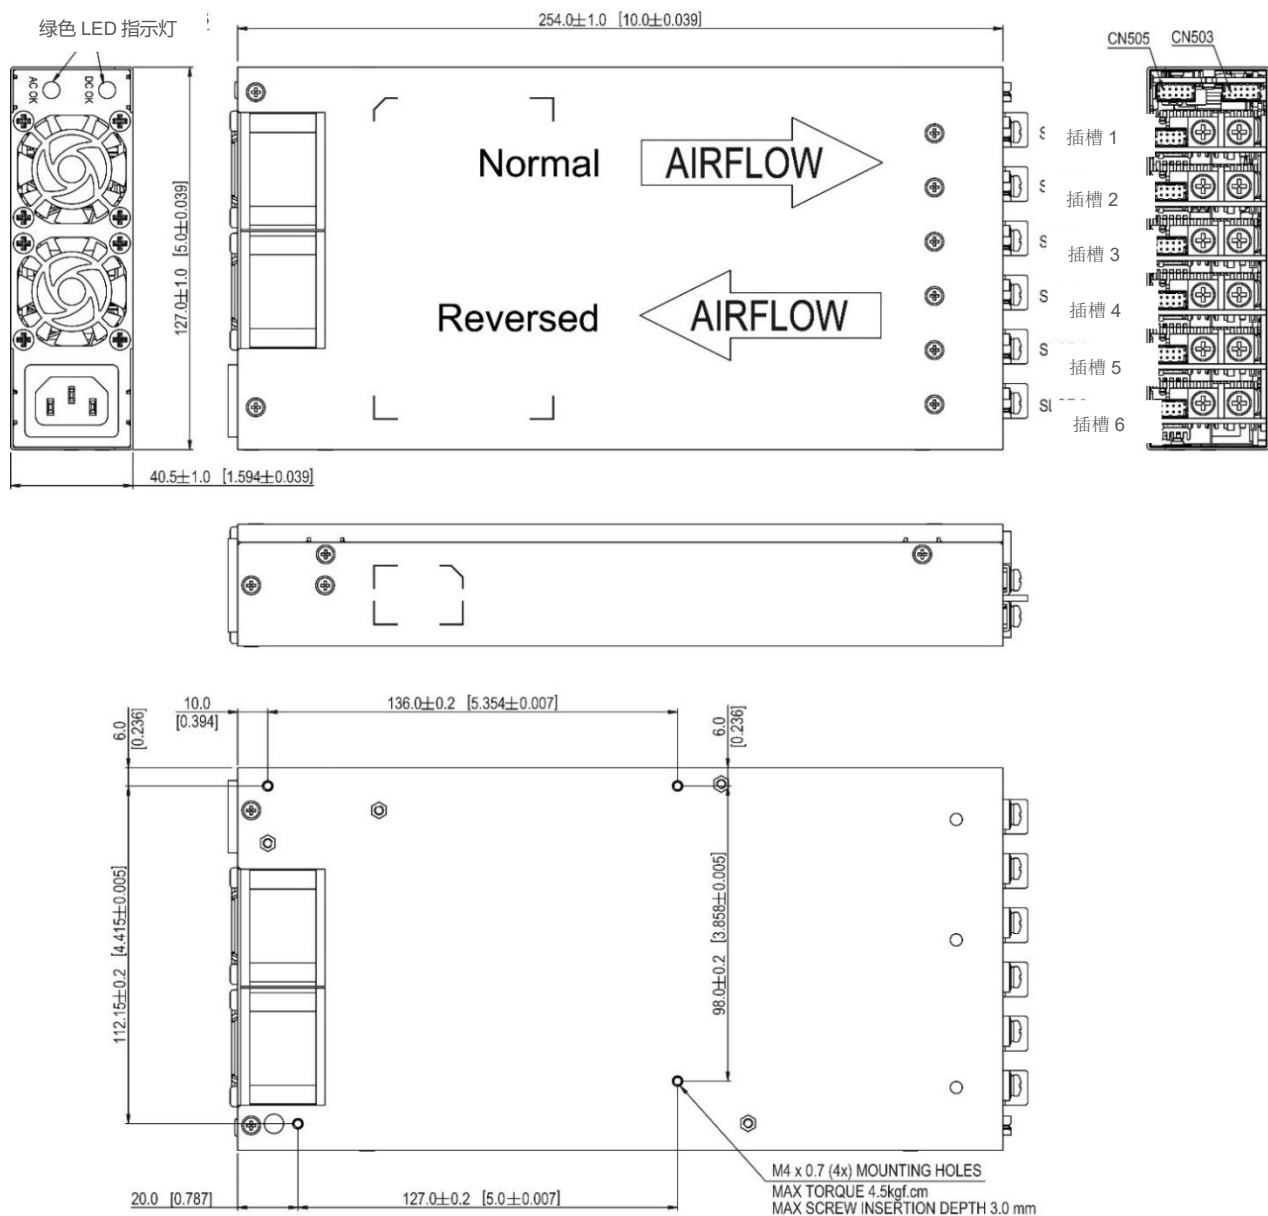 绿色 LED 指示灯
254.0±1.0 [10.0±0.039]
CN505
CN503
AC OK
DC OK
Normal
AIRFLOW
Reversed
AIRFLOW
127.0±1.0 [5.0±0.039]
S
插槽 1
S
插槽 2
S
插槽 3
S
插槽 4
S
插槽 5
SL
插槽 6
40.5±1.0 [1.594±0.039]
10.0
[0.394]
136.0±0.2 [5.354±0.007]
6.0
[0.236]
6.0
[0.236]
112.15±0.2 [4.415±0.005]
98.0±0.2 [3.858±0.005]
20.0 [0.787]
127.0±0.2 [5.0±0.007]
M4 x 0.7 (4x) MOUNTING HOLES
MAX TORQUE 4.5kgf.cm
MAX SCREW INSERTION DEPTH 3.0 mm